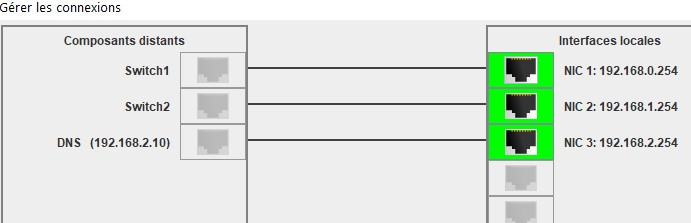 Gérer les connexions
Composants distants
Interfaces locales
Switch1
NIC 1: 192.168.0.254
Switch2
NIC 2: 192.168.1.254
DNS (192.168.2.10)
NIC 3: 192.168.2.254